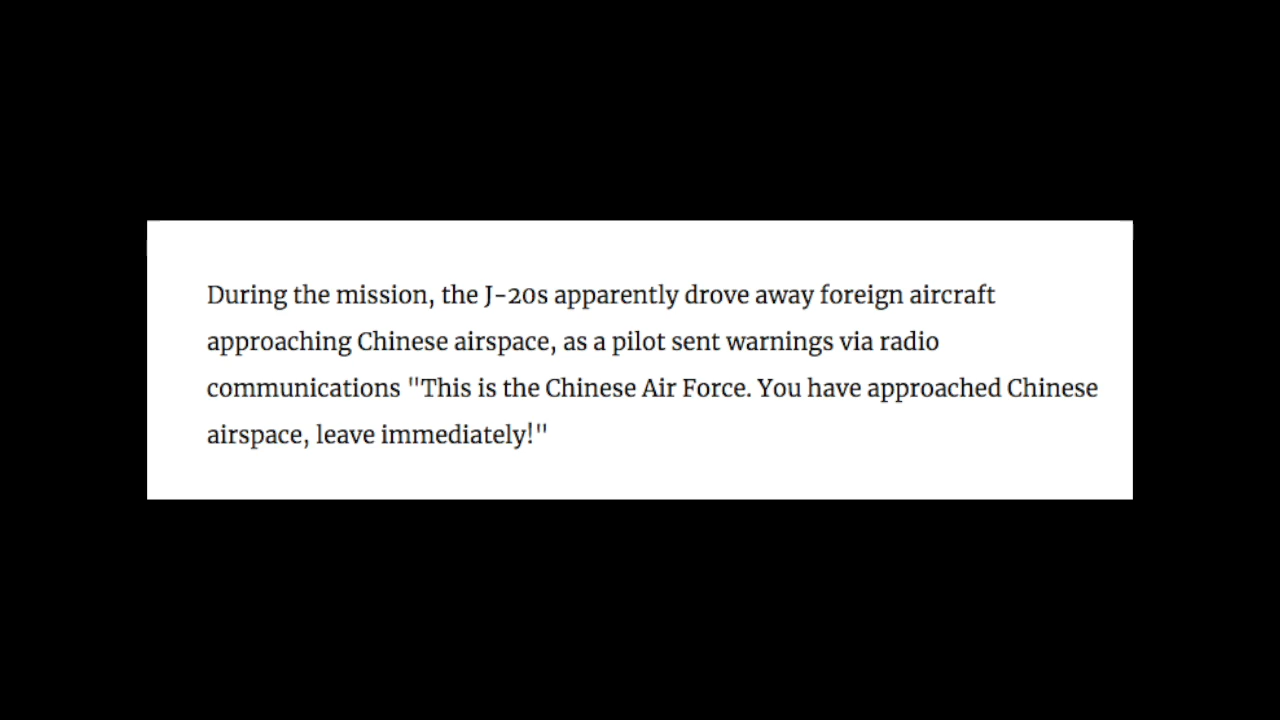 During the mission, the J-20s apparently drove away foreign aircraft
approaching Chinese airspace, as a pilot sent warnings via radio
communications "This is the Chinese Air Force. You have approached Chinese
airspace, leave immediately!"